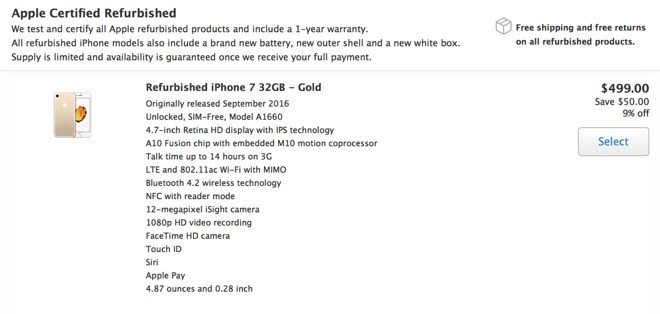 Apple Certified Refurbished
We test and certify all Apple refurbished products and include a 1-year warranty.
All refurbished iPhone models also include a brand new battery, new outer shell and a new white box.
Supply is limited and availability is guaranteed once we receive your full payment.
Free shipping and free returns
on all refurbished products.
Refurbished iPhone 7 32GB - Gold
Originally released September 2016
Unlocked, SIM-Free, Model A1660
4.7-inch Retina HD display with IPS technology
A10 Fusion chip with embedded M10 motion coprocessor
Talk time up to 14 hours on 3G
LTE and 802.11ac Wi-Fi with MIMO
Bluetooth 4.2 wireless technology
NFC with reader mode
12-megapixel iSight camera
1080p HD video recording
FaceTime HD camera
Touch ID
Siri
Apple Pay
4.87 ounces and 0.28 inch
$499.00
Save $50.00
9% off
Select